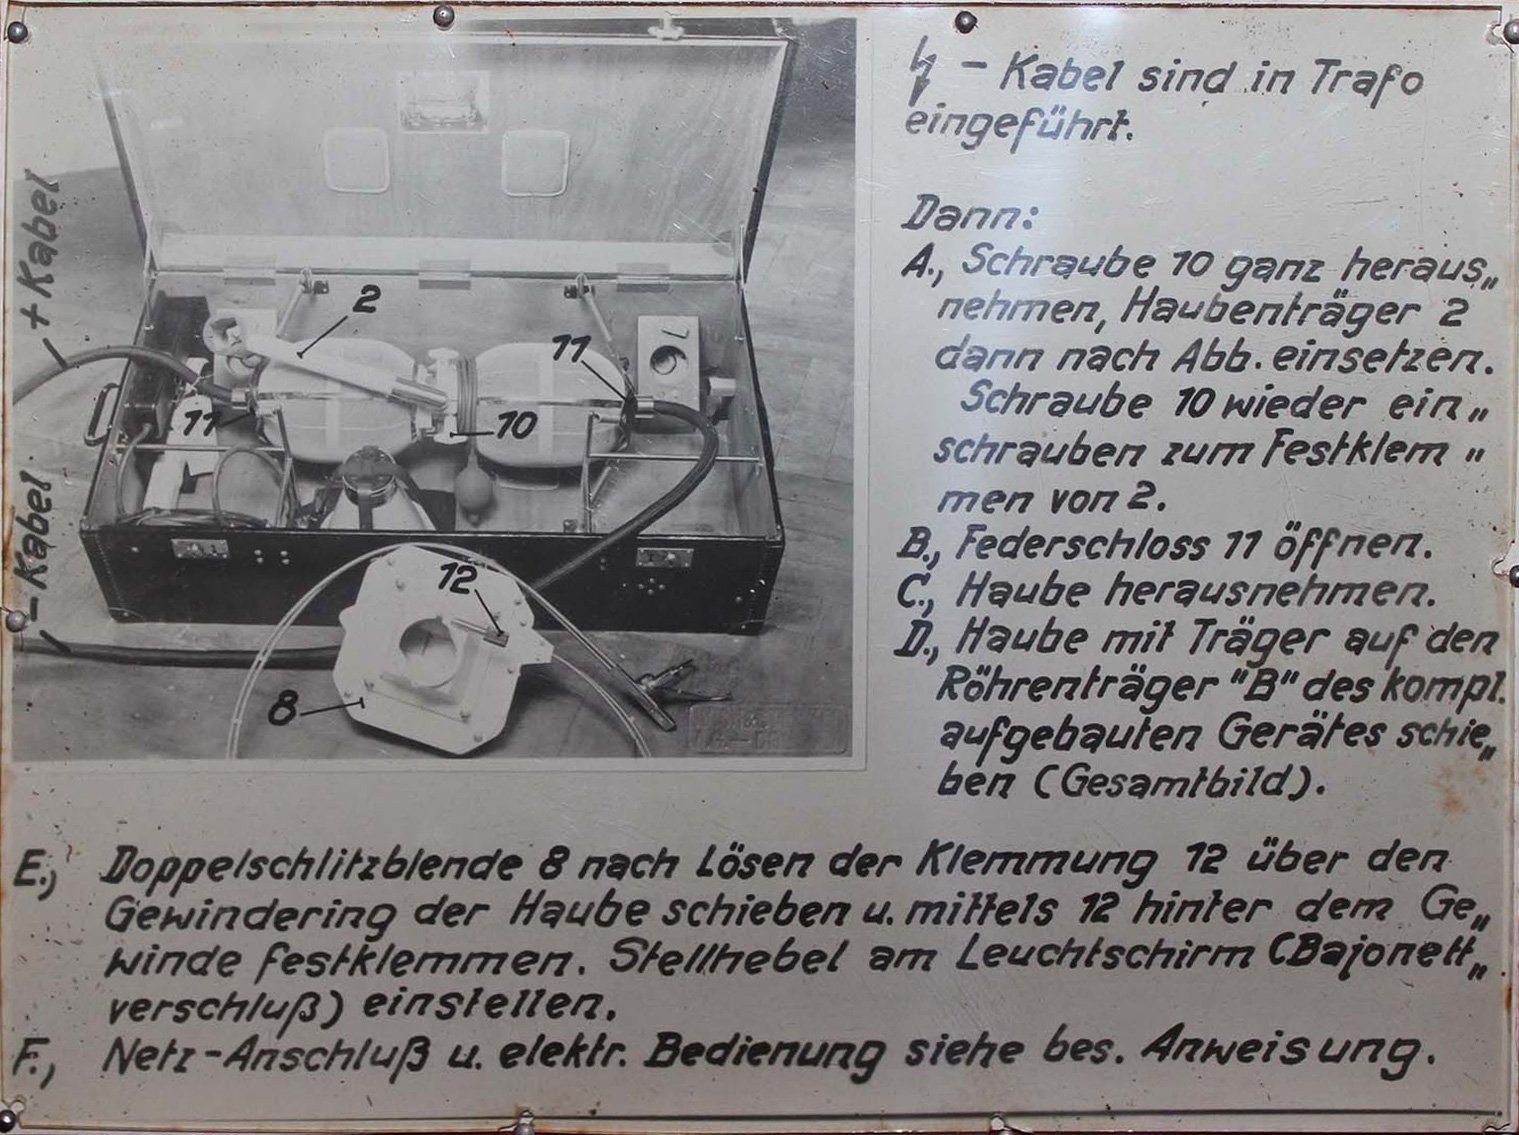 + Kabel
- Kabel
2
11
11
10
12
8
- Kabel sind in Trafo
eingeführt.
Dann:
A., Schraube 10 ganz heraus„
nehmen, Haubenträger 2
dann nach Abb. einsetzen.
Schraube 10 wieder ein„
schrauben zum Festklem„
men von 2.
B., Federschloss 11 öffnen.
C., Haube herausnehmen.
D., Haube mit Träger auf den
Röhrenträger "B" des kompl.
aufgebauten Gerätes schie„
ben (Gesamtbild).
E., Doppelschlitzblende 8 nach Lösen der Klemmung 12 über den
Gewindering der Haube schieben u. mittels 12 hinter dem Ge„
winde festklemmen. Stellhebel am Leuchtschirm (Bajonett„
verschluß) einstellen.
F., Netz-Anschluß u. elektr. Bedienung siehe bes. Anweisung.